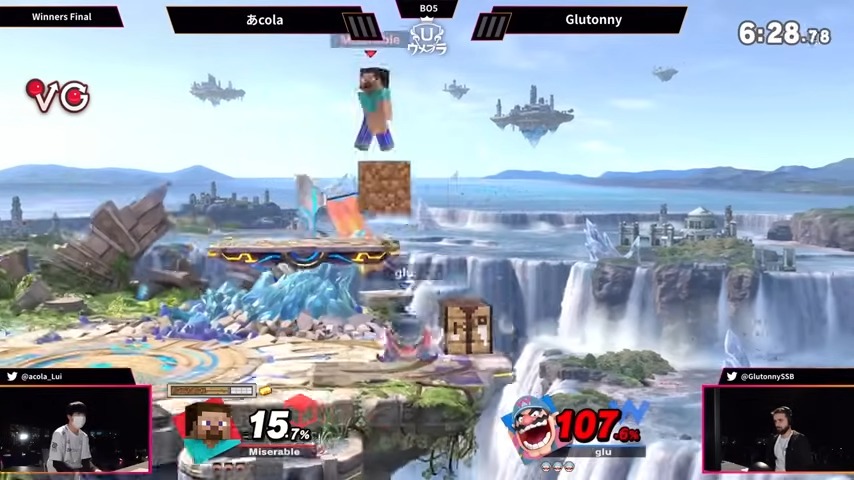 Winners Final
あcola
BO5
Glutonny
6:28.78
U
ウメブラ
VG
glu
@acola_Lui
@GlutonnySSB
15.7%
107.6%
Miserable
glu